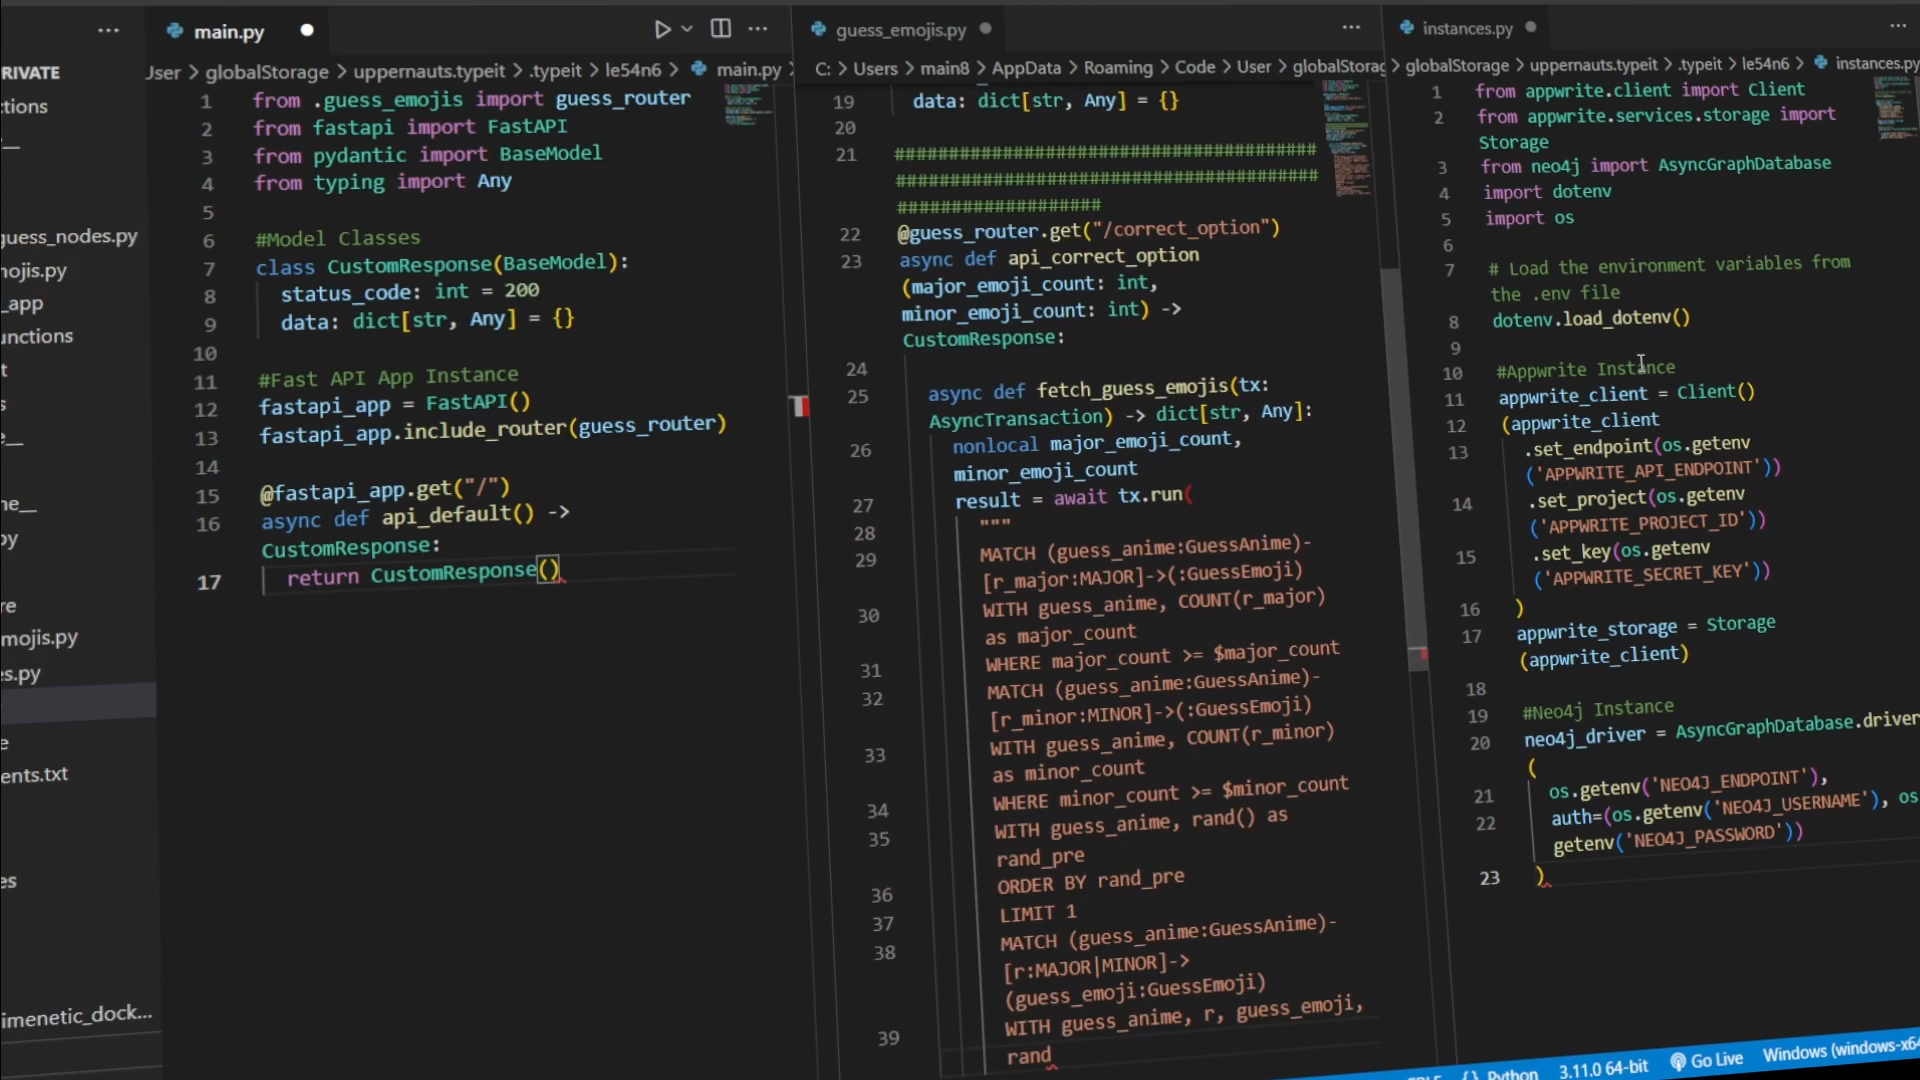 RIVATE
ctions
guess_nodes.py
nojis.py
_app
unctions
t
s
e__
ne__
py
re
mojis.py
es.py
e
ents.txt
es
imenetic_dock...
main.py
User > globalStorage > uppernauts.typeit > .typeit > le54n6 > main.py >
1 from .guess_emojis import guess_router
2 from fastapi import FastAPI
3 from pydantic import BaseModel
4 from typing import Any
5
6 #Model Classes
7 class CustomResponse(BaseModel):
8 status_code: int = 200
9 data: dict[str, Any] = {}
10
11 #Fast API App Instance
12 fastapi_app = FastAPI()
13 fastapi_app.include_router(guess_router)
14
15 @fastapi_app.get("/")
16 async def api_default() ->
CustomResponse:
17 return CustomResponse()
guess_emojis.py
C: > Users > main8 > AppData > Roaming > Code > User > globalStorag
19 data: dict[str, Any] = {}
20
21 #######################################
#######################################
###################
22 @guess_router.get("/correct_option")
23 async def api_correct_option
(major_emoji_count: int,
minor_emoji_count: int) ->
CustomResponse:
24
25 async def fetch_guess_emojis(tx:
AsyncTransaction) -> dict[str, Any]:
26 nonlocal major_emoji_count,
minor_emoji_count
27 result = await tx.run(
28 """
29 MATCH (guess_anime:GuessAnime)-
[r_major:MAJOR]->(:GuessEmoji)
30 WITH guess_anime, COUNT(r_major)
as major_count
31 WHERE major_count >= $major_count
32 MATCH (guess_anime:GuessAnime)-
[r_minor:MINOR]->(:GuessEmoji)
33 WITH guess_anime, COUNT(r_minor)
as minor_count
34 WHERE minor_count >= $minor_count
35 WITH guess_anime, rand() as
rand_pre
36 ORDER BY rand_pre
37 LIMIT 1
38 MATCH (guess_anime:GuessAnime)-
[r:MAJOR|MINOR]->
(guess_emoji:GuessEmoji)
39 WITH guess_anime, r, guess_emoji,
rand
instances.py
> globalStorage > uppernauts.typeit > .typeit > le54n6 > instances.py
1 from appwrite.client import Client
2 from appwrite.services.storage import
Storage
3 from neo4j import AsyncGraphDatabase
4 import dotenv
5 import os
6
7 # Load the environment variables from
the .env file
8 dotenv.load_dotenv()
9
10 #Appwrite Instance
11 appwrite_client = Client()
12 (appwrite_client
13 .set_endpoint(os.getenv
('APPWRITE_API_ENDPOINT'))
14 .set_project(os.getenv
('APPWRITE_PROJECT_ID'))
15 .set_key(os.getenv
('APPWRITE_SECRET_KEY'))
16 )
17 appwrite_storage = Storage
(appwrite_client)
18
19 #Neo4j Instance
20 neo4j_driver = AsyncGraphDatabase.driver
(
21 os.getenv('NEO4J_ENDPOINT'),
22 auth=(os.getenv('NEO4J_USERNAME'), os
getenv('NEO4J_PASSWORD'))
23 )
{} Python 3.11.0 64-bit Go Live Windows (windows-x64